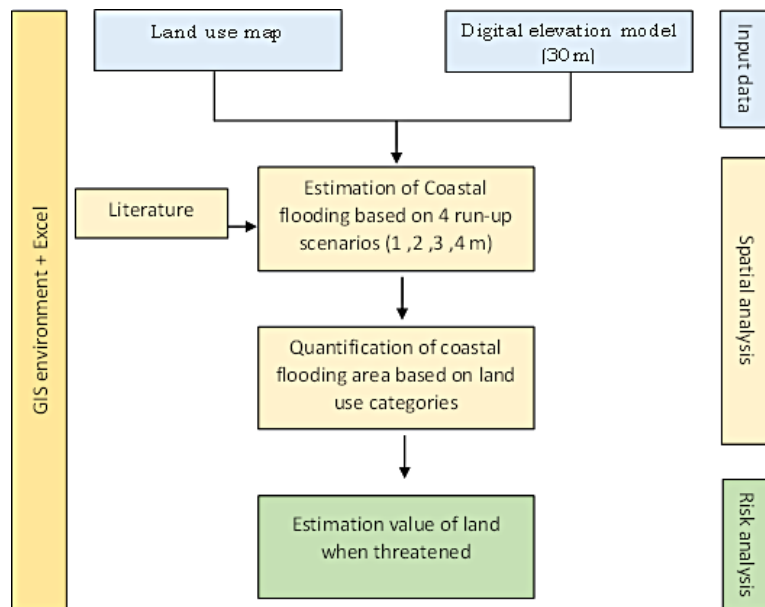 Land use map
Digital elevation model
(30 m)
Input data
GIS environment + Excel
Literature
Estimation of Coastal
flooding based on 4 run-up
scenarios (1 ,2 ,3 ,4 m)
Spatial analysis
Quantification of coastal
flooding area based on land
use categories
Estimation value of land
when threatened
Risk analysis